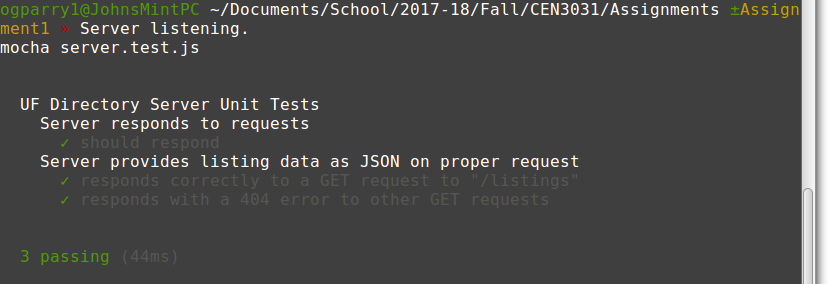 ogparry1@JohnsMintPC ~/Documents/School/2017-18/Fall/CEN3031/Assignments ±Assign
ment1 » Server listening.
mocha server.test.js
UF Directory Server Unit Tests
Server responds to requests
✓ should respond
Server provides listing data as JSON on proper request
✓ responds correctly to a GET request to "/listings"
✓ responds with a 404 error to other GET requests
3 passing (44ms)